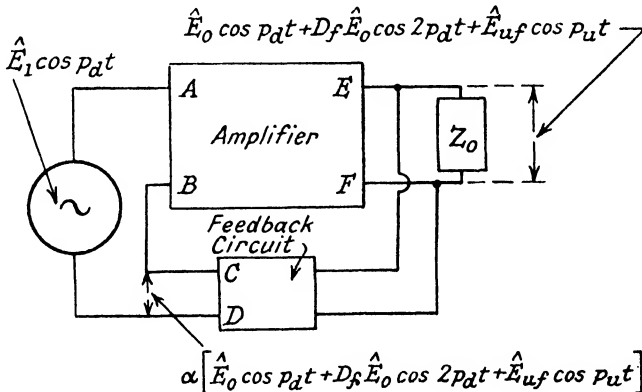 Ê₀ cos p_d t + D_f Ê₀ cos 2p_d t + Ê_uf cos p_u t
Ê₁ cos p_d t
A
E
Amplifier
Z₀
B
F
Feedback
Circuit
C
D
α[Ê₀ cos p_d t + D_f Ê₀ cos 2p_d t + Ê_uf cos p_u t]